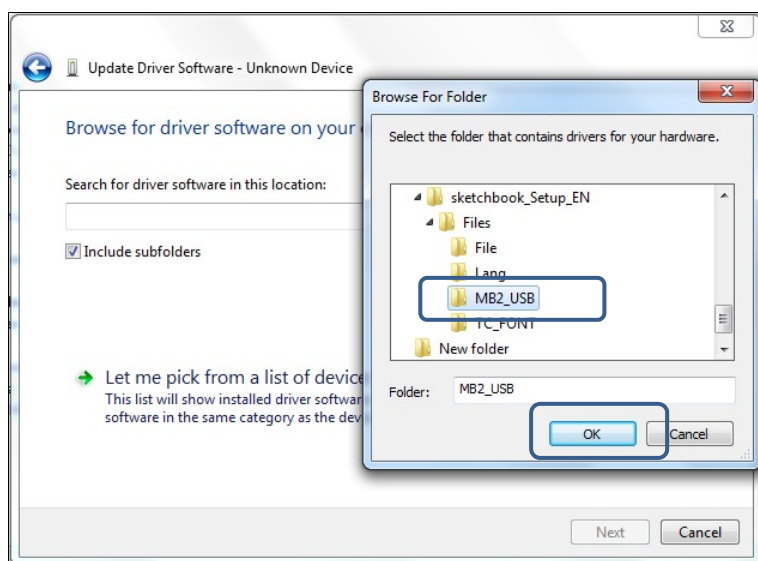 Update Driver Software - Unknown Device
Browse for driver software on your
Search for driver software in this location:
Include subfolders
Let me pick from a list of device
This list will show installed driver softwar
software in the same category as the dev
Next
Cancel
Browse For Folder
Select the folder that contains drivers for your hardware.
sketchbook_Setup_EN
Files
File
Lang
MB2_USB
TC_FONT
New folder
Folder:
MB2_USB
OK
Cancel